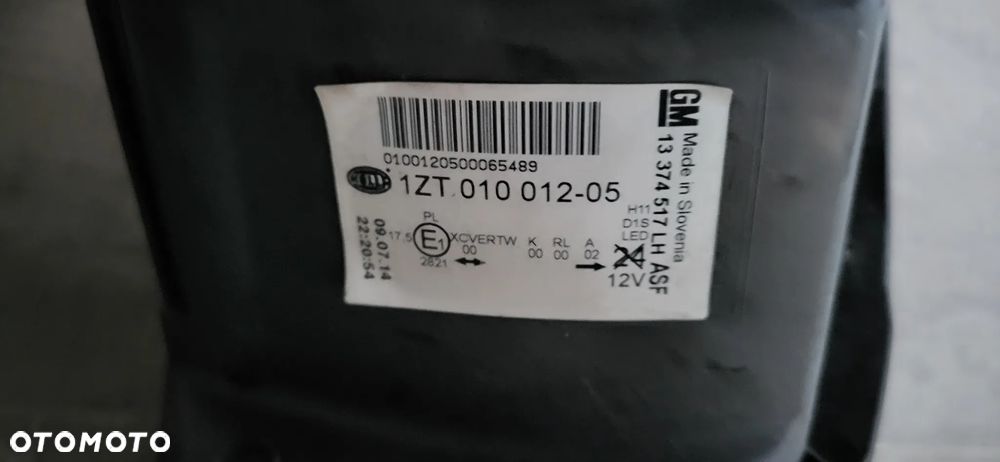 0100120500065489
HELLA
1ZT 010 012-05
PL
17,5
E1
2821
XCVERTW
00
K
00
RL
00
A
02
H11
D1S
LED
24
12V
09.07.14
22:20:54
GM
Made in Slovenia
13 374 517 LH ASF
OTOMOTO